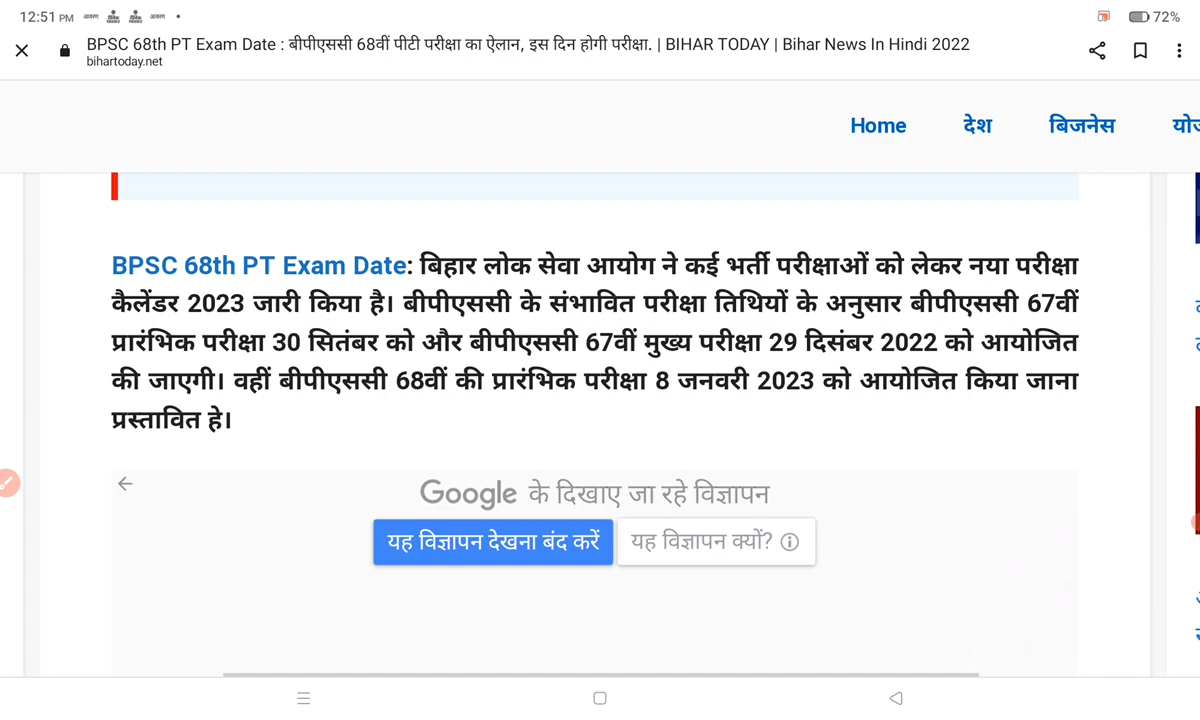 12:51 PM
72%
BPSC 68th PT Exam Date : बीपीएससी 68वीं पीटी परीक्षा का ऐलान, इस दिन होगी परीक्षा. | BIHAR TODAY | Bihar News In Hindi 2022
bihartoday.net
Home देश बिजनेस
BPSC 68th PT Exam Date: बिहार लोक सेवा आयोग ने कई भर्ती परीक्षाओं को लेकर नया परीक्षा
कैलेंडर 2023 जारी किया है। बीपीएससी के संभावित परीक्षा तिथियों के अनुसार बीपीएससी 67वीं
प्रारंभिक परीक्षा 30 सितंबर को और बीपीएससी 67वीं मुख्य परीक्षा 29 दिसंबर 2022 को आयोजित
की जाएगी। वहीं बीपीएससी 68वीं की प्रारंभिक परीक्षा 8 जनवरी 2023 को आयोजित किया जाना
प्रस्तावित हे।
Google के दिखाए जा रहे विज्ञापन
यह विज्ञापन देखना बंद करें यह विज्ञापन क्यों?